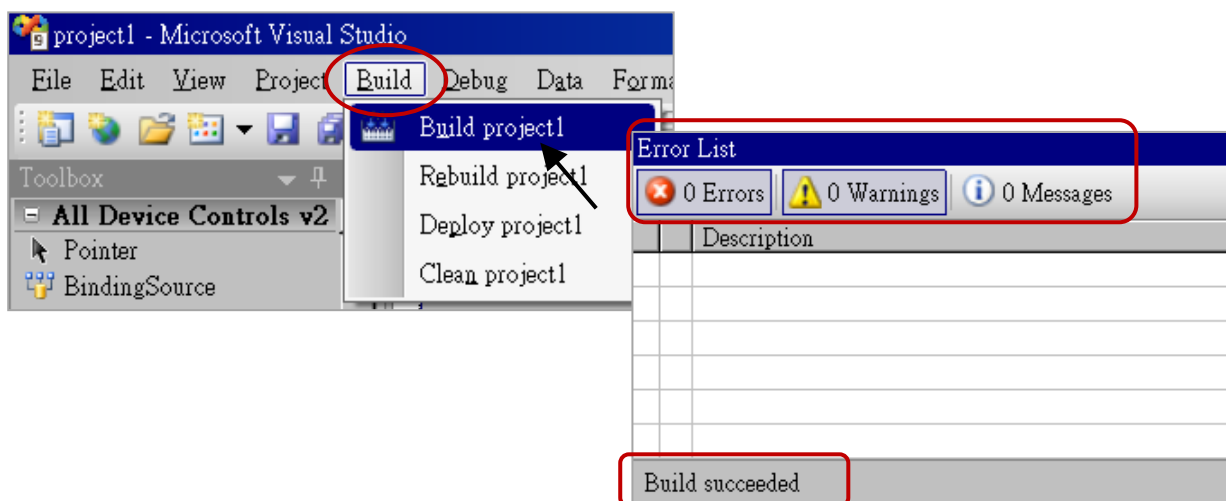 project1 - Microsoft Visual Studio
File Edit View Project Build Debug Data Forma
Build project1
Rebuild project1
Deploy project1
Clean project1
Toolbox
All Device Controls v2
Pointer
BindingSource
Error List
0 Errors 0 Warnings 0 Messages
Description
Build succeeded